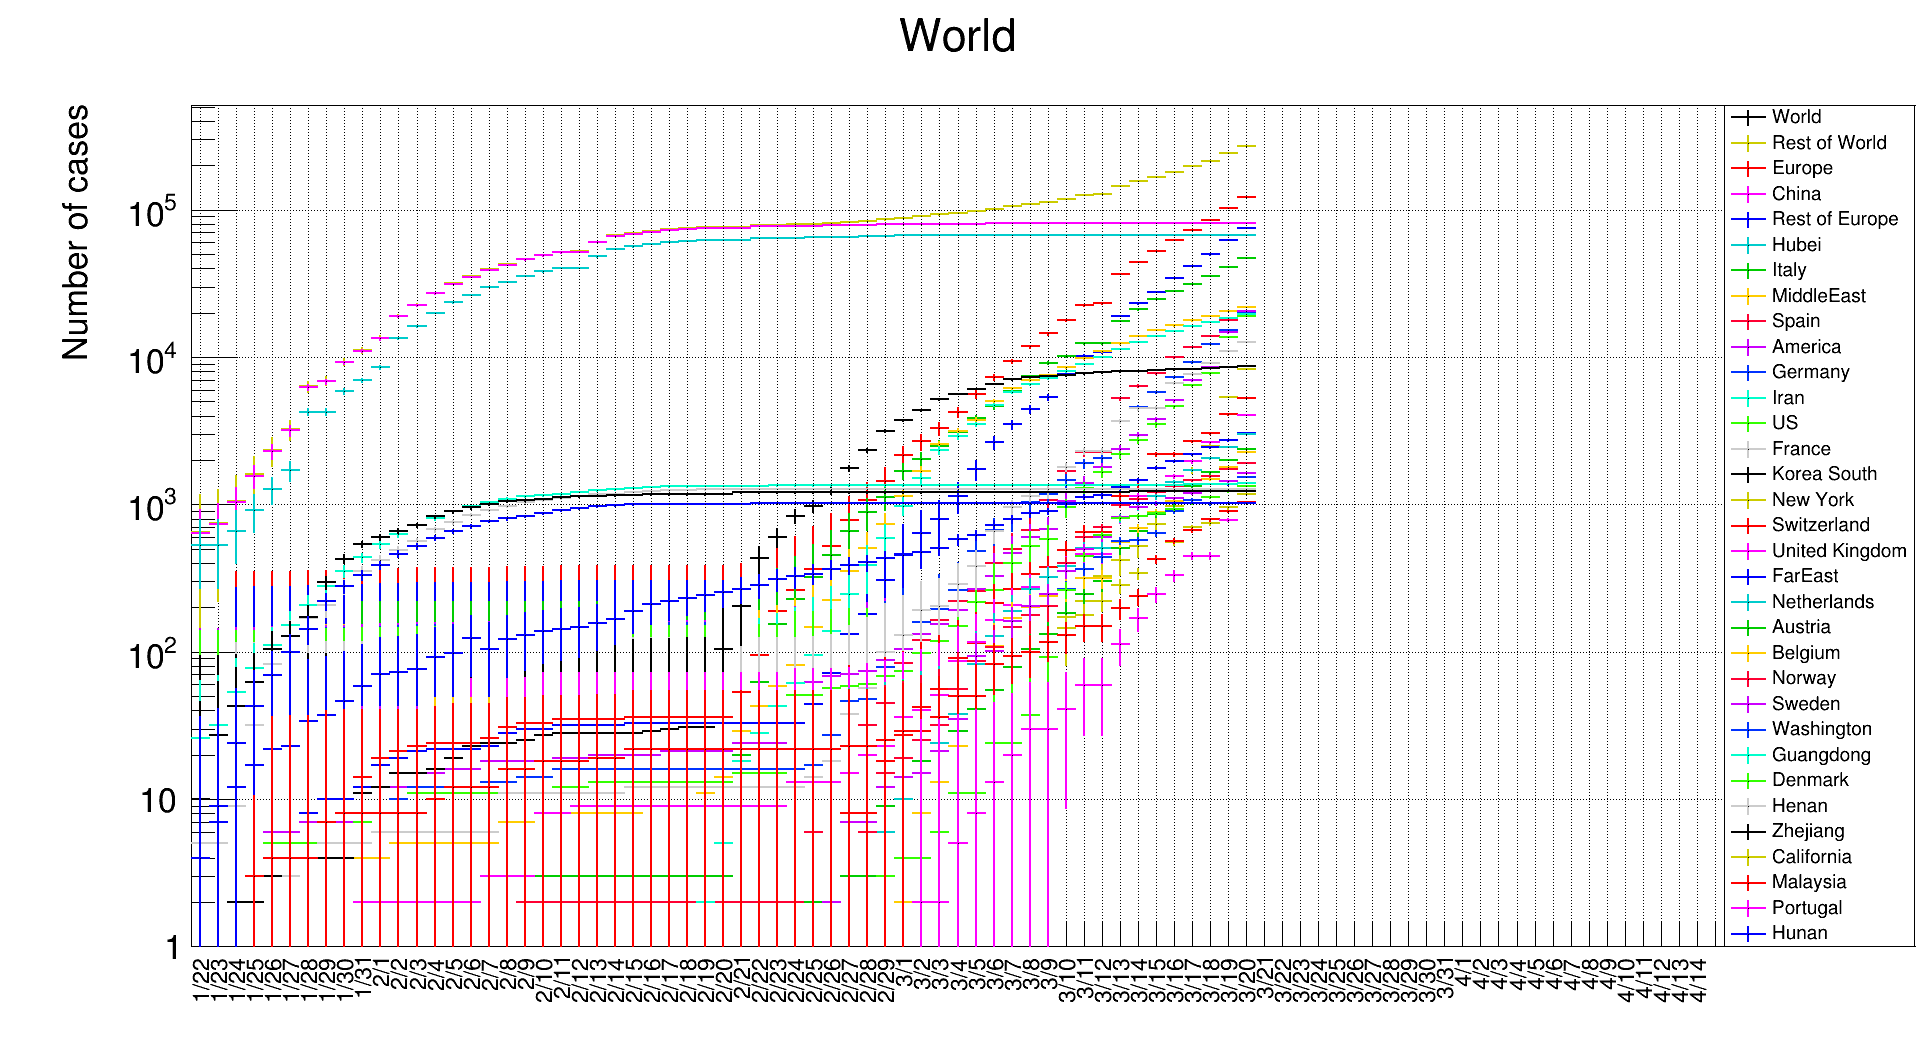 World
Number of cases
10^5
10^4
10^3
10^2
10
1
1/22 1/23 1/24 1/25 1/26 1/27 1/28 1/29 1/30 1/31 2/1 2/2 2/3 2/4 2/5 2/6 2/7 2/8 2/9 2/10 2/11 2/12 2/13 2/14 2/15 2/16 2/17 2/18 2/19 2/20 2/21 2/22 2/23 2/24 2/25 2/26 2/27 2/28 2/29 3/1 3/2 3/3 3/4 3/5 3/6 3/7 3/8 3/9 3/10 3/11 3/12 3/13 3/14 3/15 3/16 3/17 3/18 3/19 3/20 3/21 3/22 3/23 3/24 3/25 3/26 3/27 3/28 3/29 3/30 3/31 4/1 4/2 4/3 4/4 4/5 4/6 4/7 4/8 4/9 4/10 4/11 4/12 4/13 4/14
World
Rest of World
Europe
China
Rest of Europe
Hubei
Italy
MiddleEast
Spain
America
Germany
Iran
US
France
Korea South
New York
Switzerland
United Kingdom
FarEast
Netherlands
Austria
Belgium
Norway
Sweden
Washington
Guangdong
Denmark
Henan
Zhejiang
California
Malaysia
Portugal
Hunan